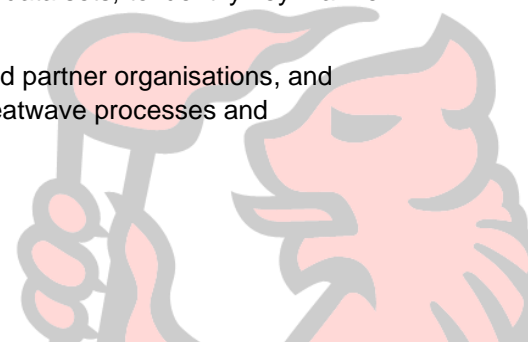 d partner organisations, and
eatwave processes and